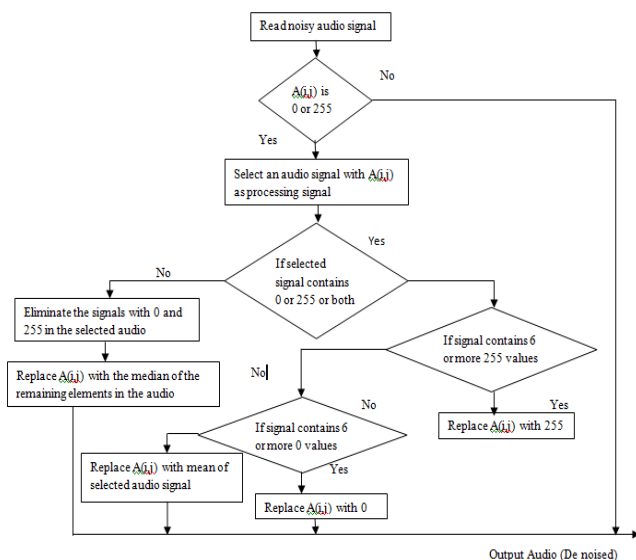 Read noisy audio signal
No
A(i,j) is
0 or 255
Yes
Select an audio signal with A(i,j)
as processing signal
Yes
No
If selected
signal contains
0 or 255 or both
Eliminate the signals with 0 and
255 in the selected audio
If signal contains 6
or more 255 values
Replace A(i,j) with the median of the
remaining elements in the audio
No
No
Yes
Replace A(i,j) with 255
If signal contains 6
or more 0 values
Replace A(i,j) with mean of
selected audio signal
Yes
Replace A(i,j) with 0
Output Audio (De noised)